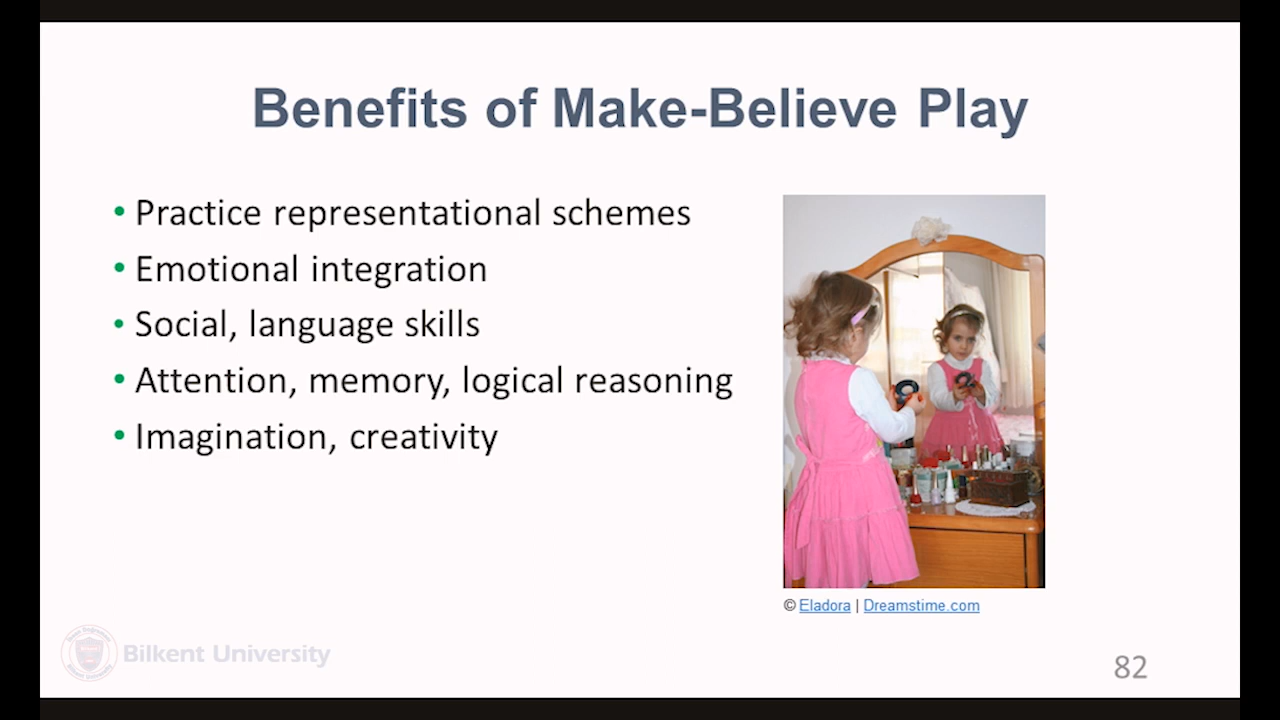 Benefits of Make-Believe Play
• Practice representational schemes
• Emotional integration
• Social, language skills
• Attention, memory, logical reasoning
• Imagination, creativity
© Eladora | Dreamstime.com
Bilkent University
82